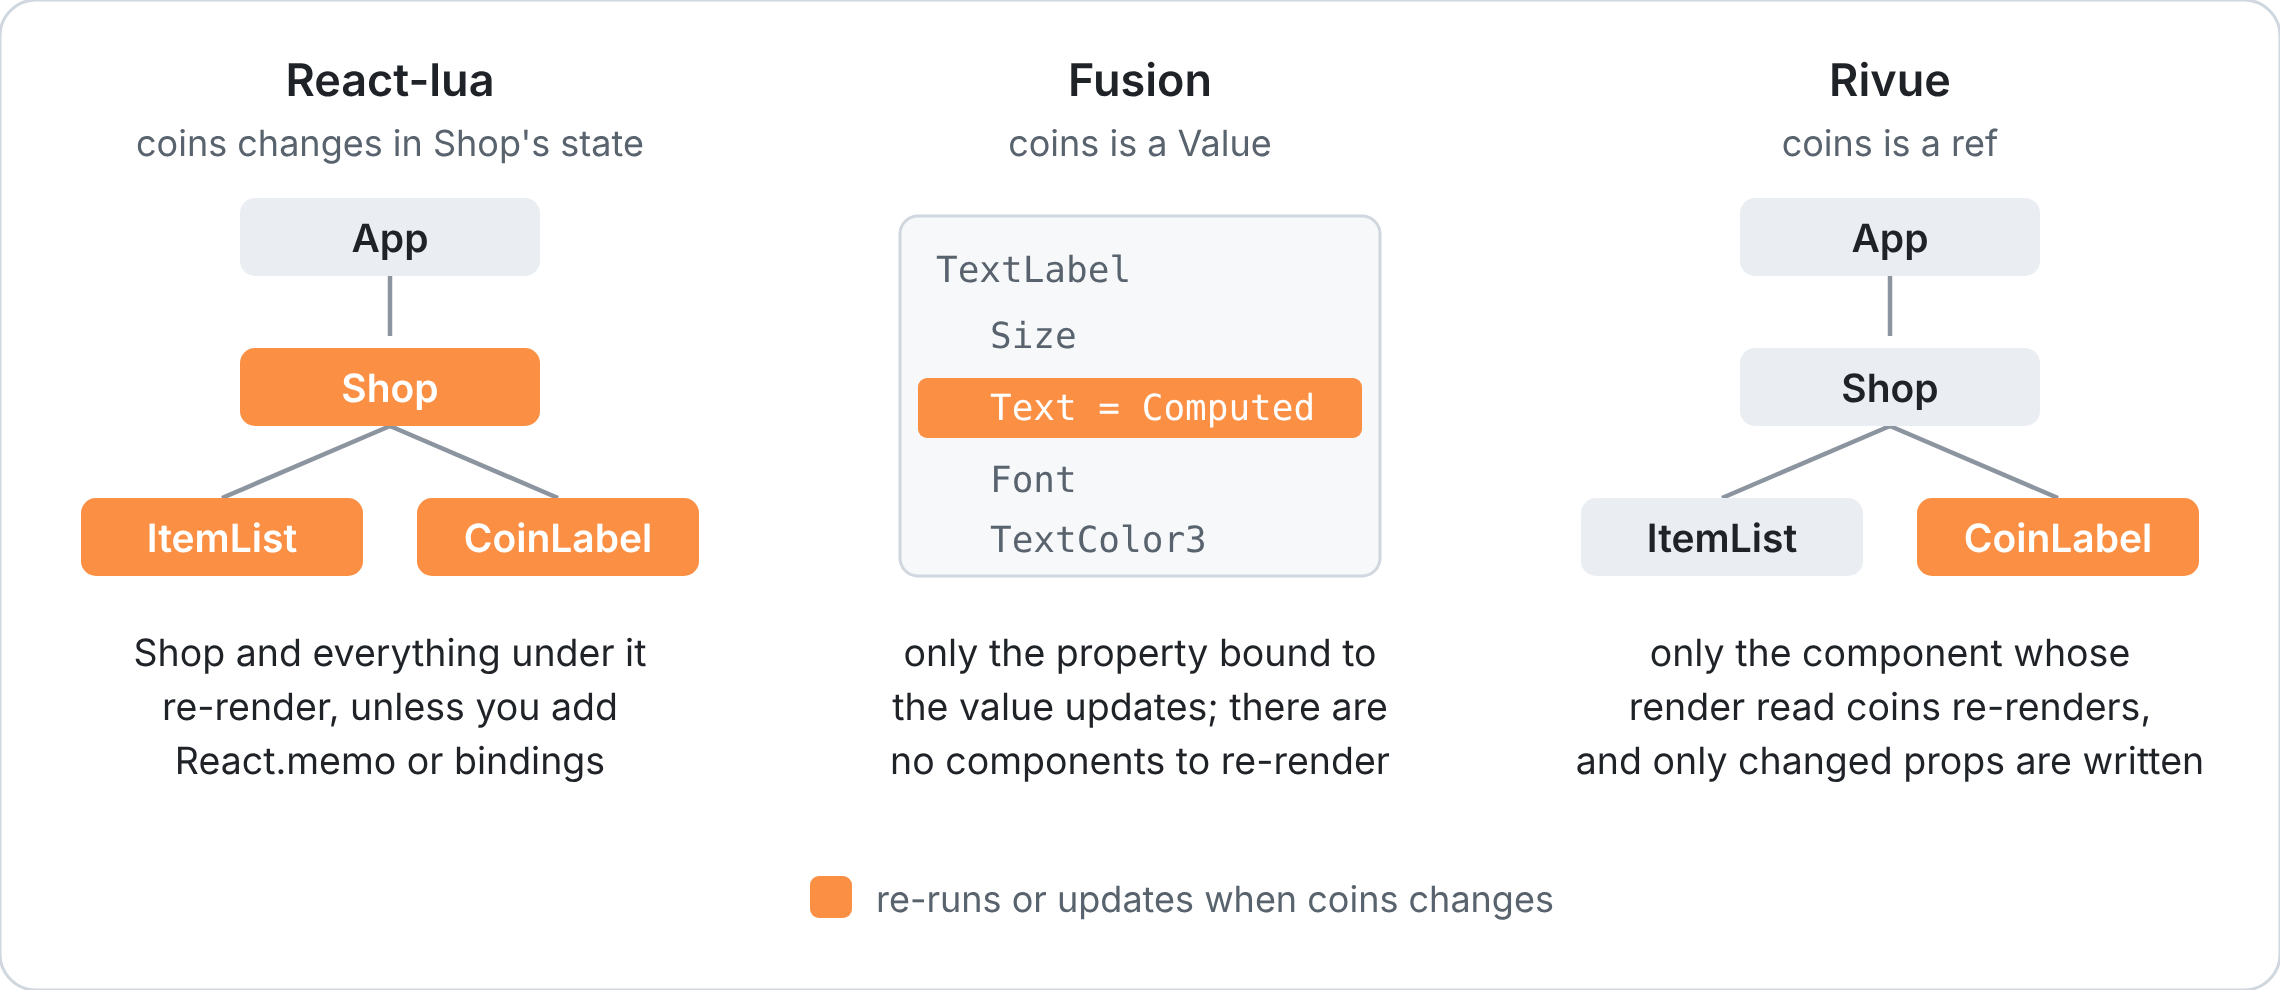 React-lua
coins changes in Shop's state
App
Shop
ItemList
CoinLabel
Shop and everything under it
re-render, unless you add
React.memo or bindings
Fusion
coins is a Value
TextLabel
Size
Text = Computed
Font
TextColor3
only the property bound to
the value updates; there are
no components to re-render
Rivue
coins is a ref
App
Shop
ItemList
CoinLabel
only the component whose
render read coins re-renders,
and only changed props are written
re-runs or updates when coins changes